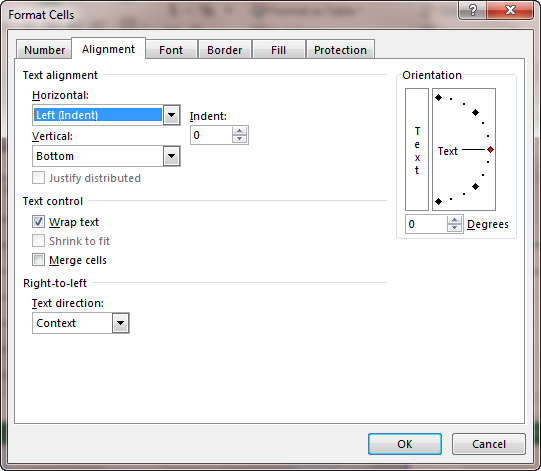 Format Cells
Number Alignment Font Border Fill Protection
Text alignment
Horizontal:
Left (Indent)
Indent:
0
Vertical:
Bottom
Justify distributed
Text control
Wrap text
Shrink to fit
Merge cells
Right-to-left
Text direction:
Context
Orientation
Text
Text
0 Degrees
OK Cancel